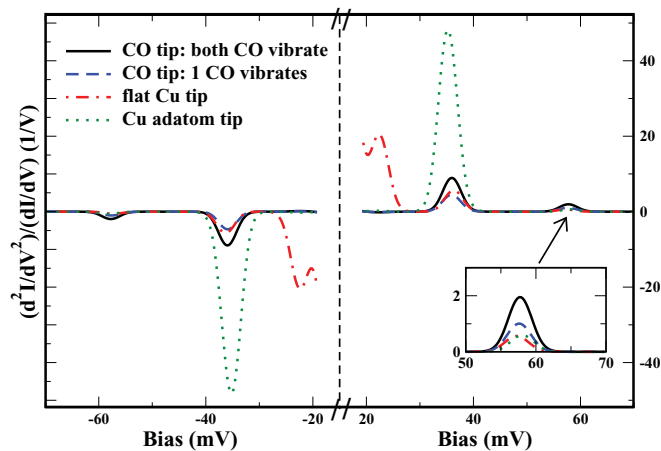 CO tip: both CO vibrate
CO tip: 1 CO vibrates
flat Cu tip
Cu adatom tip
(d²I/dV²)/(dI/dV) (1/V)
40
20
0
-20
-40
2
1
0
50 60 70
-60 -40 -20 20 40 60
Bias (mV) Bias (mV)